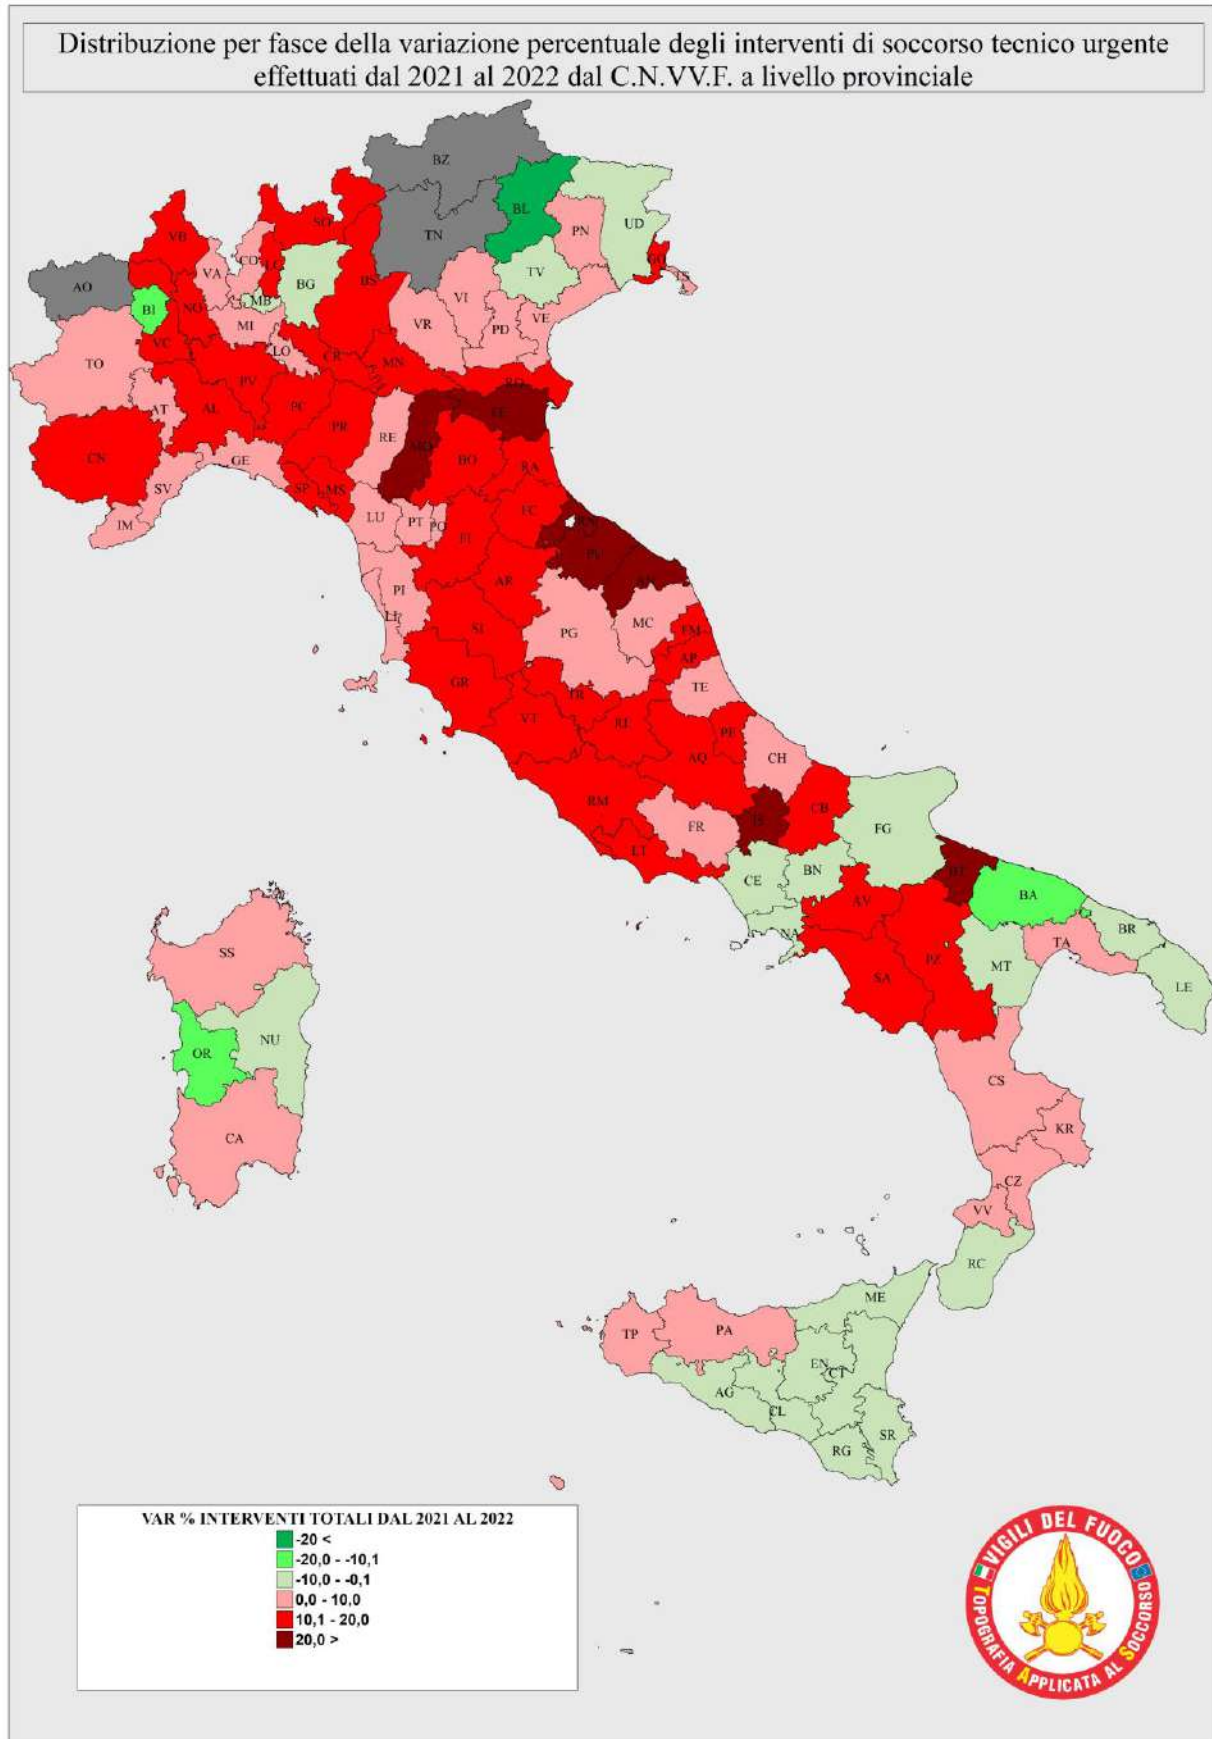 Distribuzione per fasce della variazione percentuale degli interventi di soccorso tecnico urgente
effettuati dal 2021 al 2022 dal C.N.VV.F. a livello provinciale
BZ
BL
TN
PN
UD
SO
VB
CO
LC
VA
BS
GO
TS
TV
AO
BG
BI
MB
NO
VI
MI
VR
PD
VE
VC
LO
TO
CR
MN
PV
RO
AT
AL
PC
FE
PR
RE
MO
CN
BO
GE
RA
SV
SP
MS
FC
LU
PT
PO
IM
FI
RN
PU
AN
AR
PI
LI
MC
SI
PG
FM
AP
GR
TE
TR
VT
RI
PE
AQ
CH
RM
IS
CB
FR
FG
LT
BN
BT
CE
BA
AV
BR
NA
TA
SS
PZ
MT
SA
LE
NU
OR
CS
KR
CA
CZ
VV
RC
ME
TP
PA
EN
CT
AG
CL
SR
RG
VAR % INTERVENTI TOTALI DAL 2021 AL 2022
-20 <
-20,0 - -10,1
-10,0 - -0,1
0,0 - 10,0
10,1 - 20,0
20,0 >
VIGILI DEL FUOCO
TOPOGRAFIA APPLICATA AL SOCCORSO